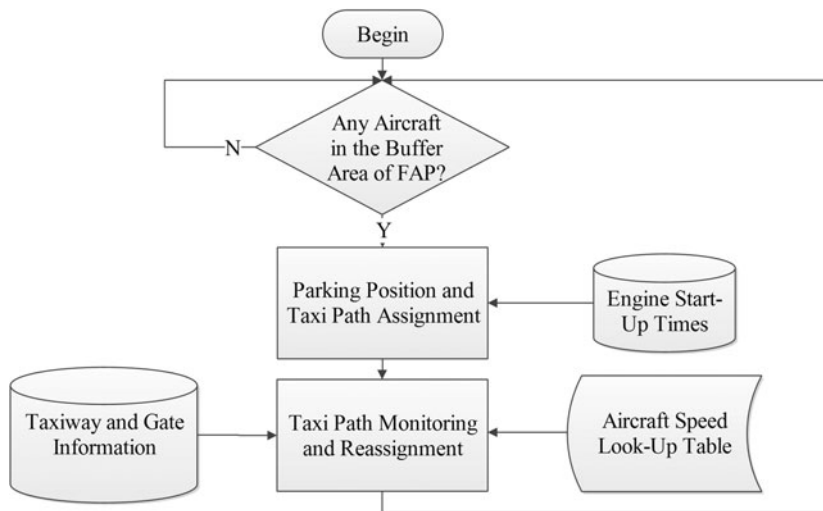 Begin
Any Aircraft
in the Buffer
Area of FAP?
N
Y
Parking Position and
Taxi Path Assignment
Engine Start-
Up Times
Taxiway and Gate
Information
Taxi Path Monitoring
and Reassignment
Aircraft Speed
Look-Up Table